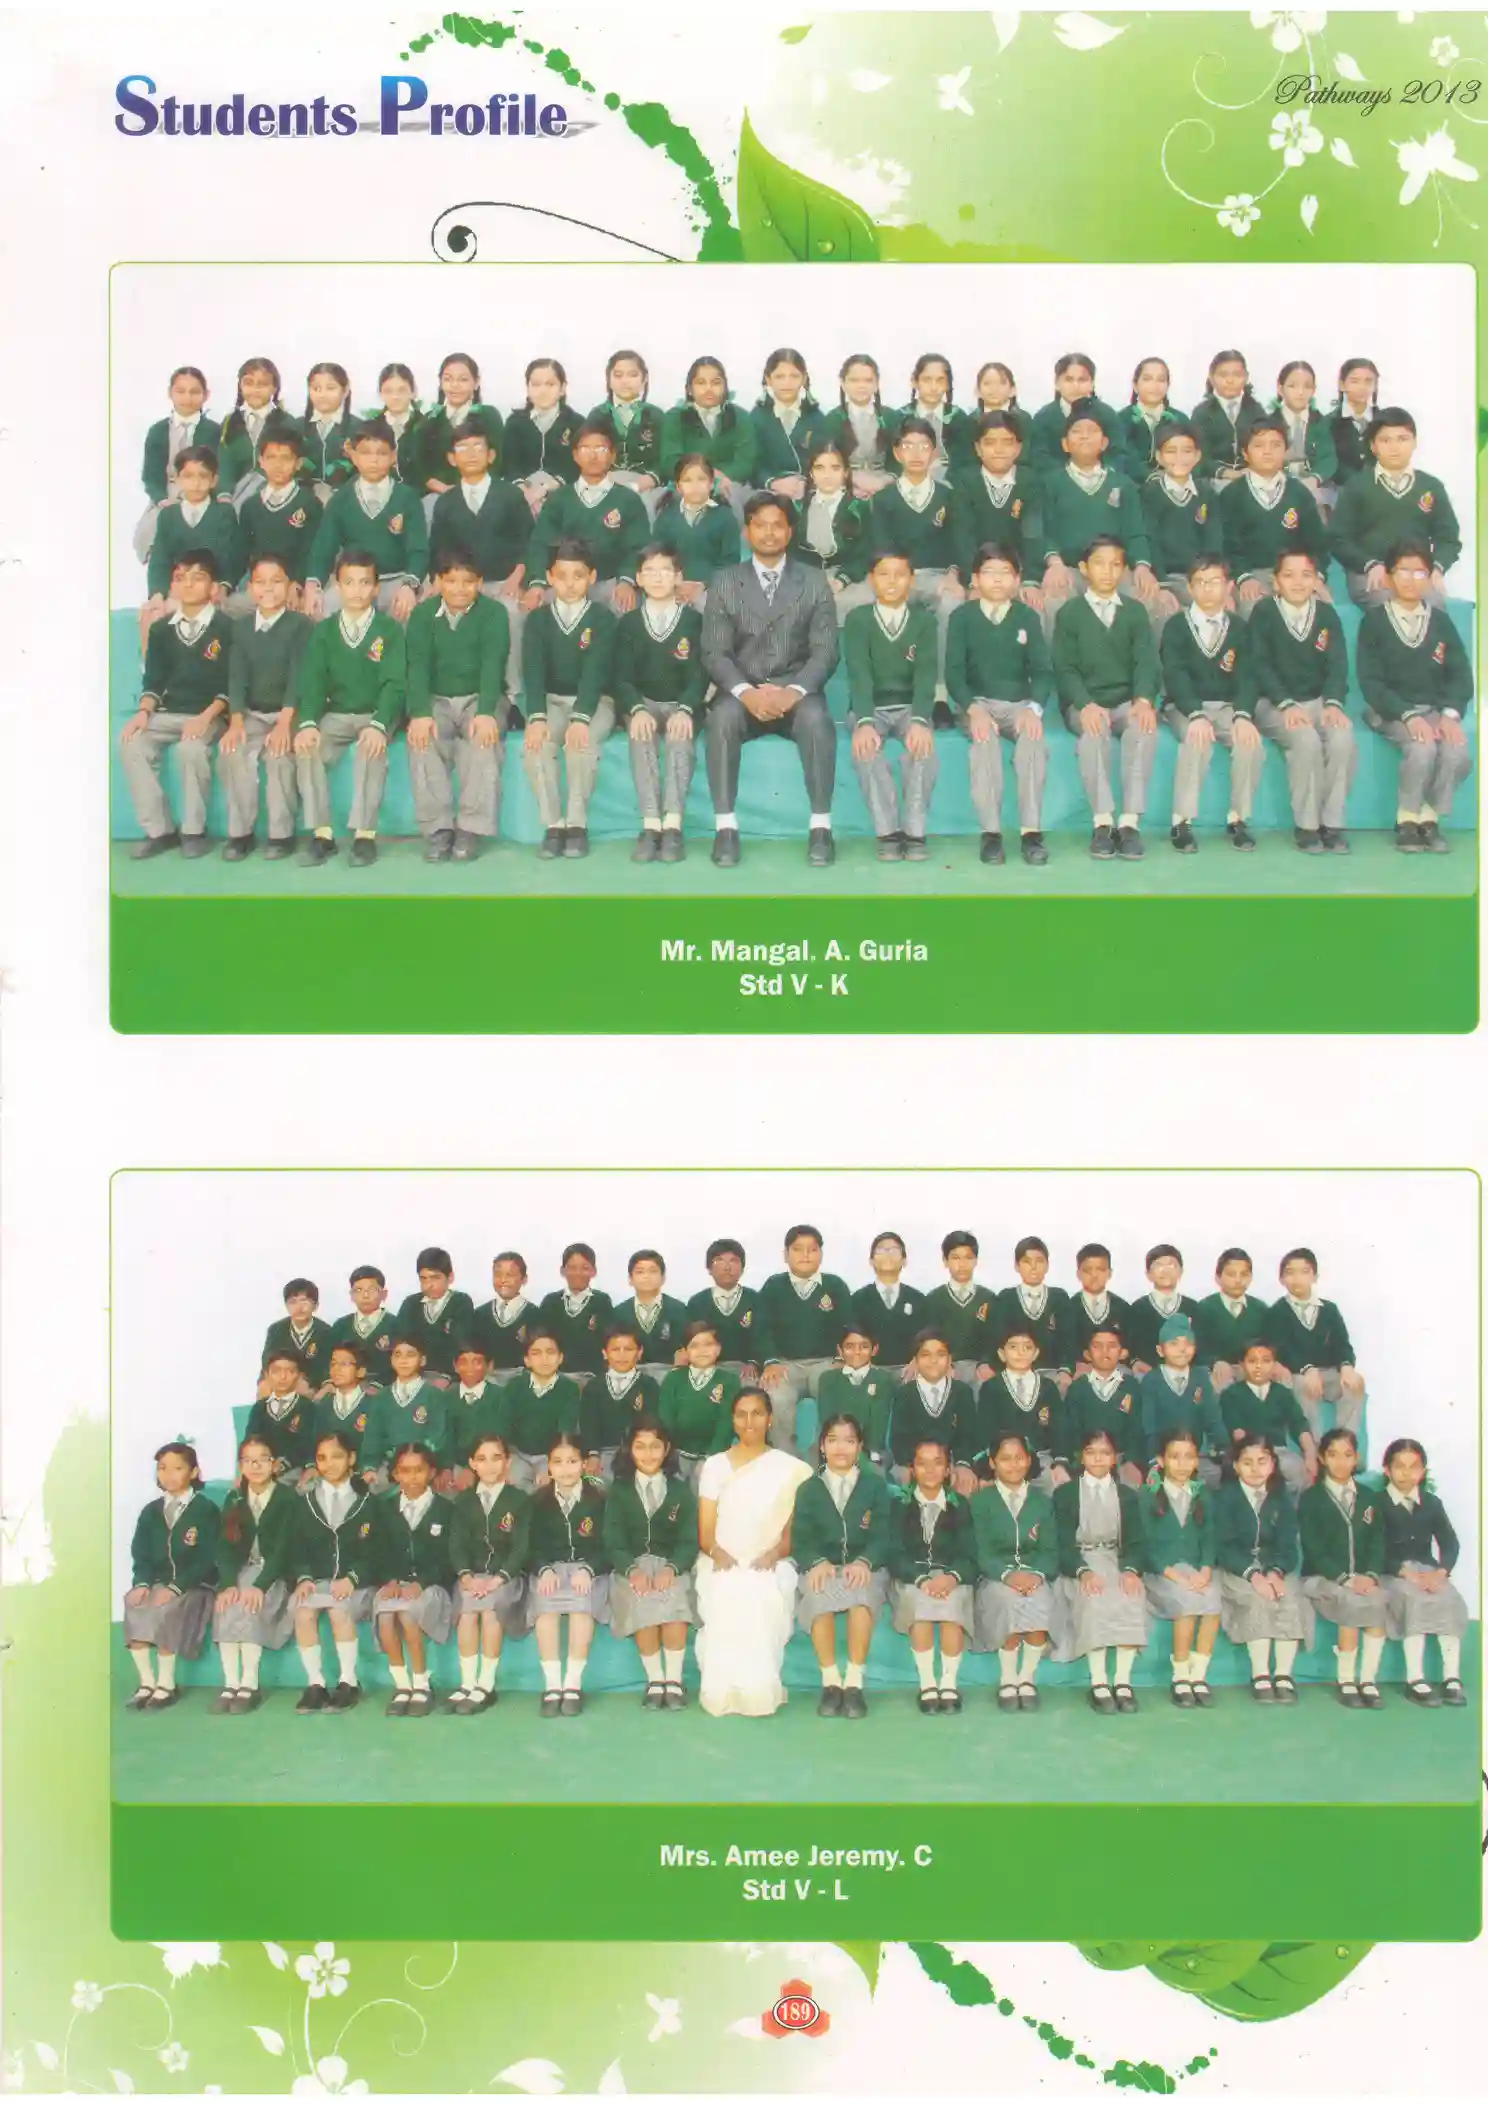 Students Profile
Pathways 2013
Mr. Mangal. A. Guria
Std V - K
Mrs. Amee Jeremy. C
Std V - L
189